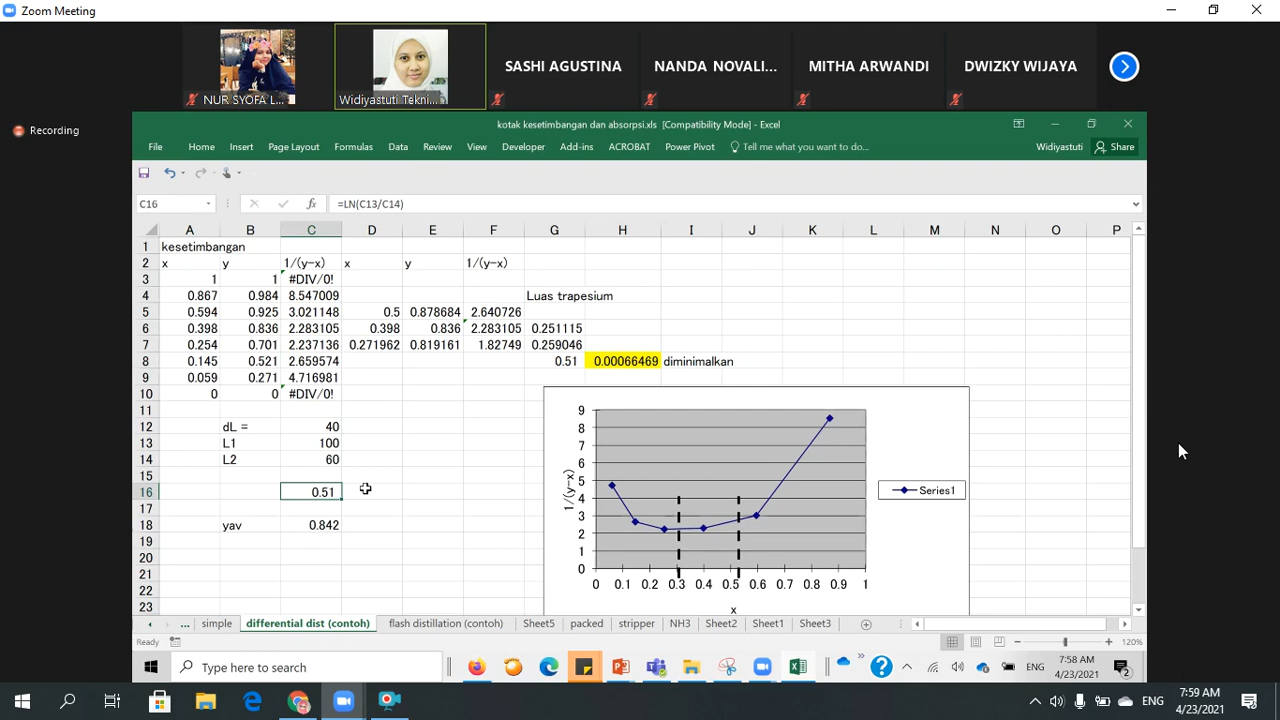 Zoom Meeting
NUR SYOFA L...
Widiyastuti Tekni...
SASHI AGUSTINA
NANDA NOVALI...
MITHA ARWANDI
DWIZKY WIJAYA
Recording
kotak kesetimbangan dan absorpsi.xls [Compatibility Mode] - Excel
File Home Insert Page Layout Formulas Data Review View Developer Add-ins ACROBAT Power Pivot Tell me what you want to do... Widiyastuti Share
C16 fx =LN(C13/C14)
A B C D E F G H I J K L M N O P
1 kesetimbangan
2 x y 1/(y-x) x y 1/(y-x)
3 1 1 #DIV/0!
4 0.867 0.984 8.547009 Luas trapesium
5 0.594 0.925 3.021148 0.5 0.878684 2.640726
6 0.398 0.836 2.283105 0.398 0.836 2.283105 0.251115
7 0.254 0.701 2.237136 0.271962 0.819161 1.82749 0.259046
8 0.145 0.521 2.659574 0.51 0.00066469 diminimalkan
9 0.059 0.271 4.716981
10 0 0 #DIV/0!
11
12 dL = 40
13 L1 100
14 L2 60
15
16 0.51
17
18 yav 0.842
19
20
21
22
23
9
8
7
6
5
4
3
2
1
0
1/(y-x)
0 0.1 0.2 0.3 0.4 0.5 0.6 0.7 0.8 0.9 1
x
Series1
... simple differential dist (contoh) flash distillation (contoh) Sheet5 packed stripper NH3 Sheet2 Sheet1 Sheet3
Ready 120%
Type here to search
ENG
7:58 AM
4/23/2021
2
ENG
7:59 AM
4/23/2021